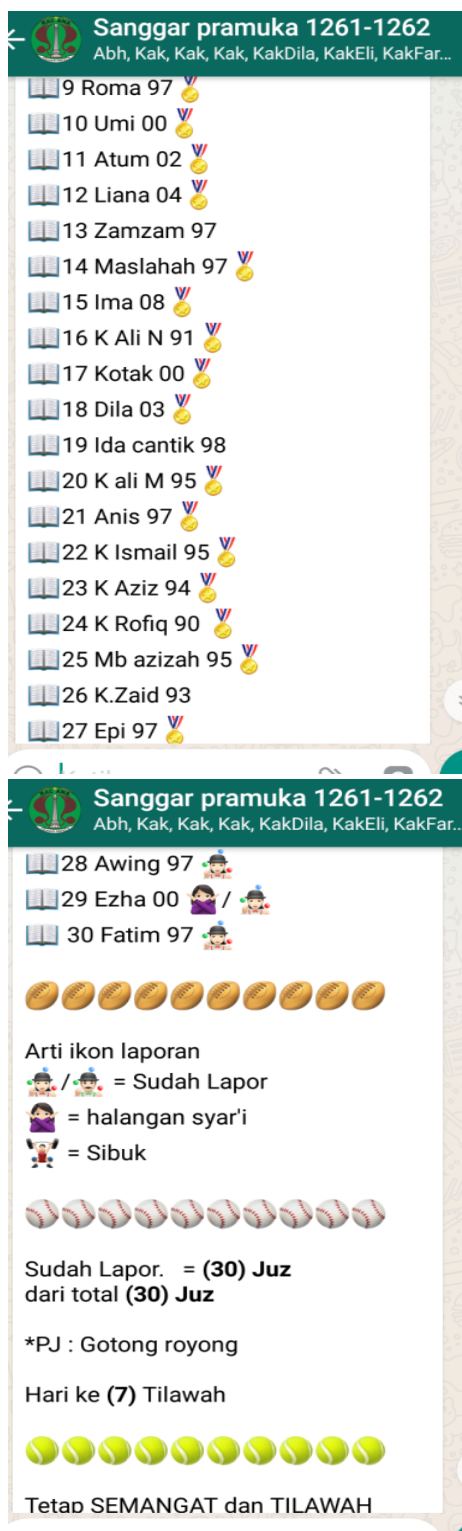 Sanggar pramuka 1261-1262
Abh, Kak, Kak, Kak, KakDila, KakEli, KakFar...
📖9 Roma 97🏅
📖10 Umi 00🏅
📖11 Atum 02🏅
📖12 Liana 04🏅
📖13 Zamzam 97
📖14 Maslahah 97🏅
📖15 Ima 08🏅
📖16 K Ali N 91🏅
📖17 Kotak 00🏅
📖18 Dila 03🏅
📖19 Ida cantik 98
📖20 K ali M 95🏅
📖21 Anis 97🏅
📖22 K Ismail 95🏅
📖23 K Aziz 94🏅
📖24 K Rofiq 90 🏅
📖25 Mb azizah 95🏅
📖26 K.Zaid 93
📖27 Epi 97🏅
Sanggar pramuka 1261-1262
Abh, Kak, Kak, Kak, KakDila, KakEli, KakFar...
📖28 Awing 97🤹
📖29 Ezha 00🙅/🤹
📖 30 Fatim 97🤹
🏉🏉🏉🏉🏉🏉🏉🏉🏉🏉
Arti ikon laporan
🤹/🤹‍♂️ = Sudah Lapor
🙅 = halangan syar'i
🏋 = Sibuk
⚾⚾⚾⚾⚾⚾⚾⚾⚾⚾
Sudah Lapor. = (30) Juz
dari total (30) Juz
*PJ : Gotong royong
Hari ke (7) Tilawah
🎾🎾🎾🎾🎾🎾🎾🎾🎾🎾
Tetap SEMANGAT dan TILAWAH